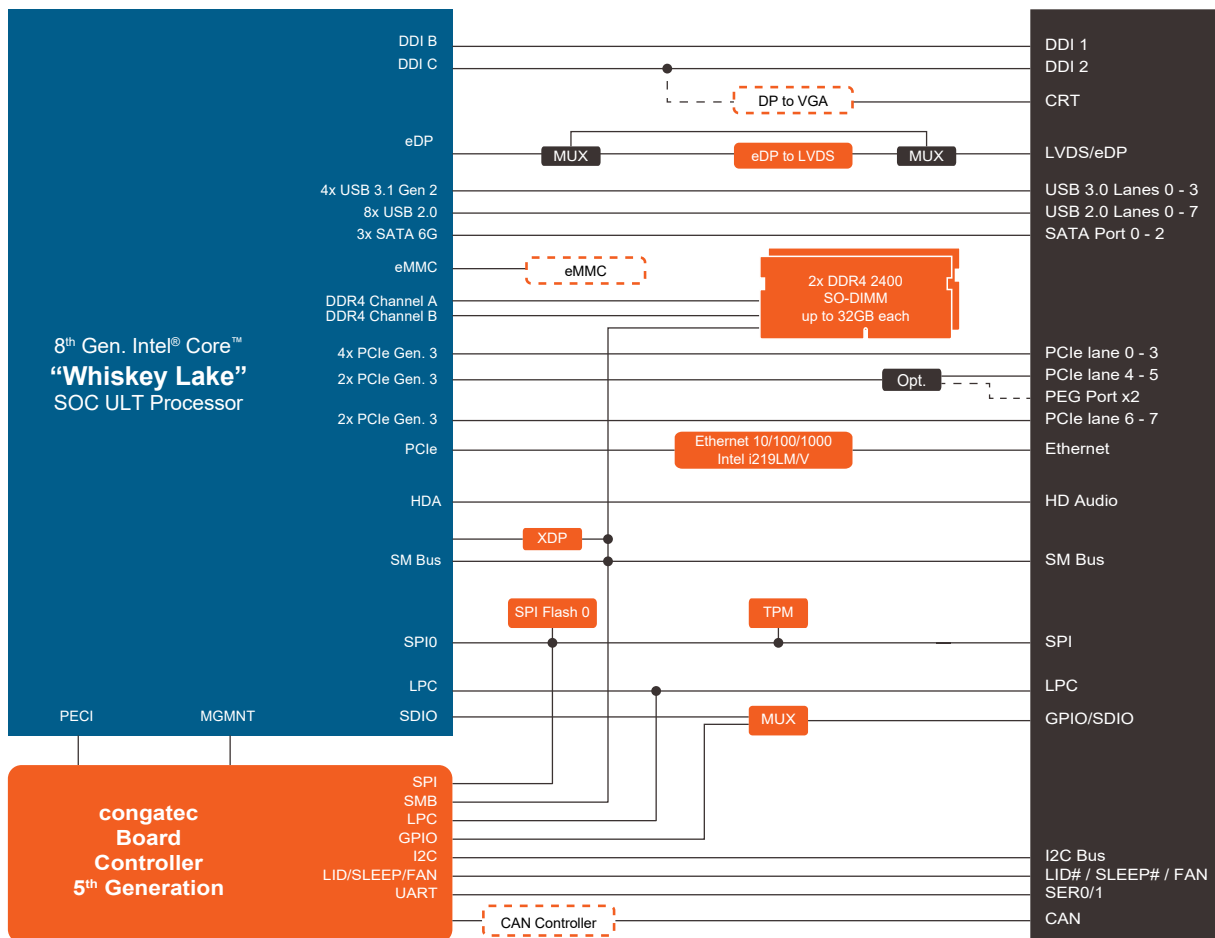 DDI B
DDI 1
DDI C
DDI 2
DP to VGA
CRT
eDP
MUX
eDP to LVDS
MUX
LVDS/eDP
4x USB 3.1 Gen 2
USB 3.0 Lanes 0 - 3
8x USB 2.0
USB 2.0 Lanes 0 - 7
3x SATA 6G
SATA Port 0 - 2
eMMC
eMMC
2x DDR4 2400
SO-DIMM
up to 32GB each
DDR4 Channel A
DDR4 Channel B
8th Gen. Intel® Core™
“Whiskey Lake”
SOC ULT Processor
4x PCIe Gen. 3
PCIe lane 0 - 3
2x PCIe Gen. 3
Opt.
PCIe lane 4 - 5
PEG Port x2
2x PCIe Gen. 3
PCIe lane 6 - 7
PCIe
Ethernet 10/100/1000
Intel i219LM/V
Ethernet
HDA
HD Audio
XDP
SM Bus
SM Bus
SPI Flash 0
TPM
SPI0
SPI
LPC
LPC
PECI
MGMNT
SDIO
MUX
GPIO/SDIO
congatec
Board
Controller
5th Generation
SPI
SMB
LPC
GPIO
I2C
I2C Bus
LID/SLEEP/FAN
LID# / SLEEP# / FAN
UART
SER0/1
CAN Controller
CAN